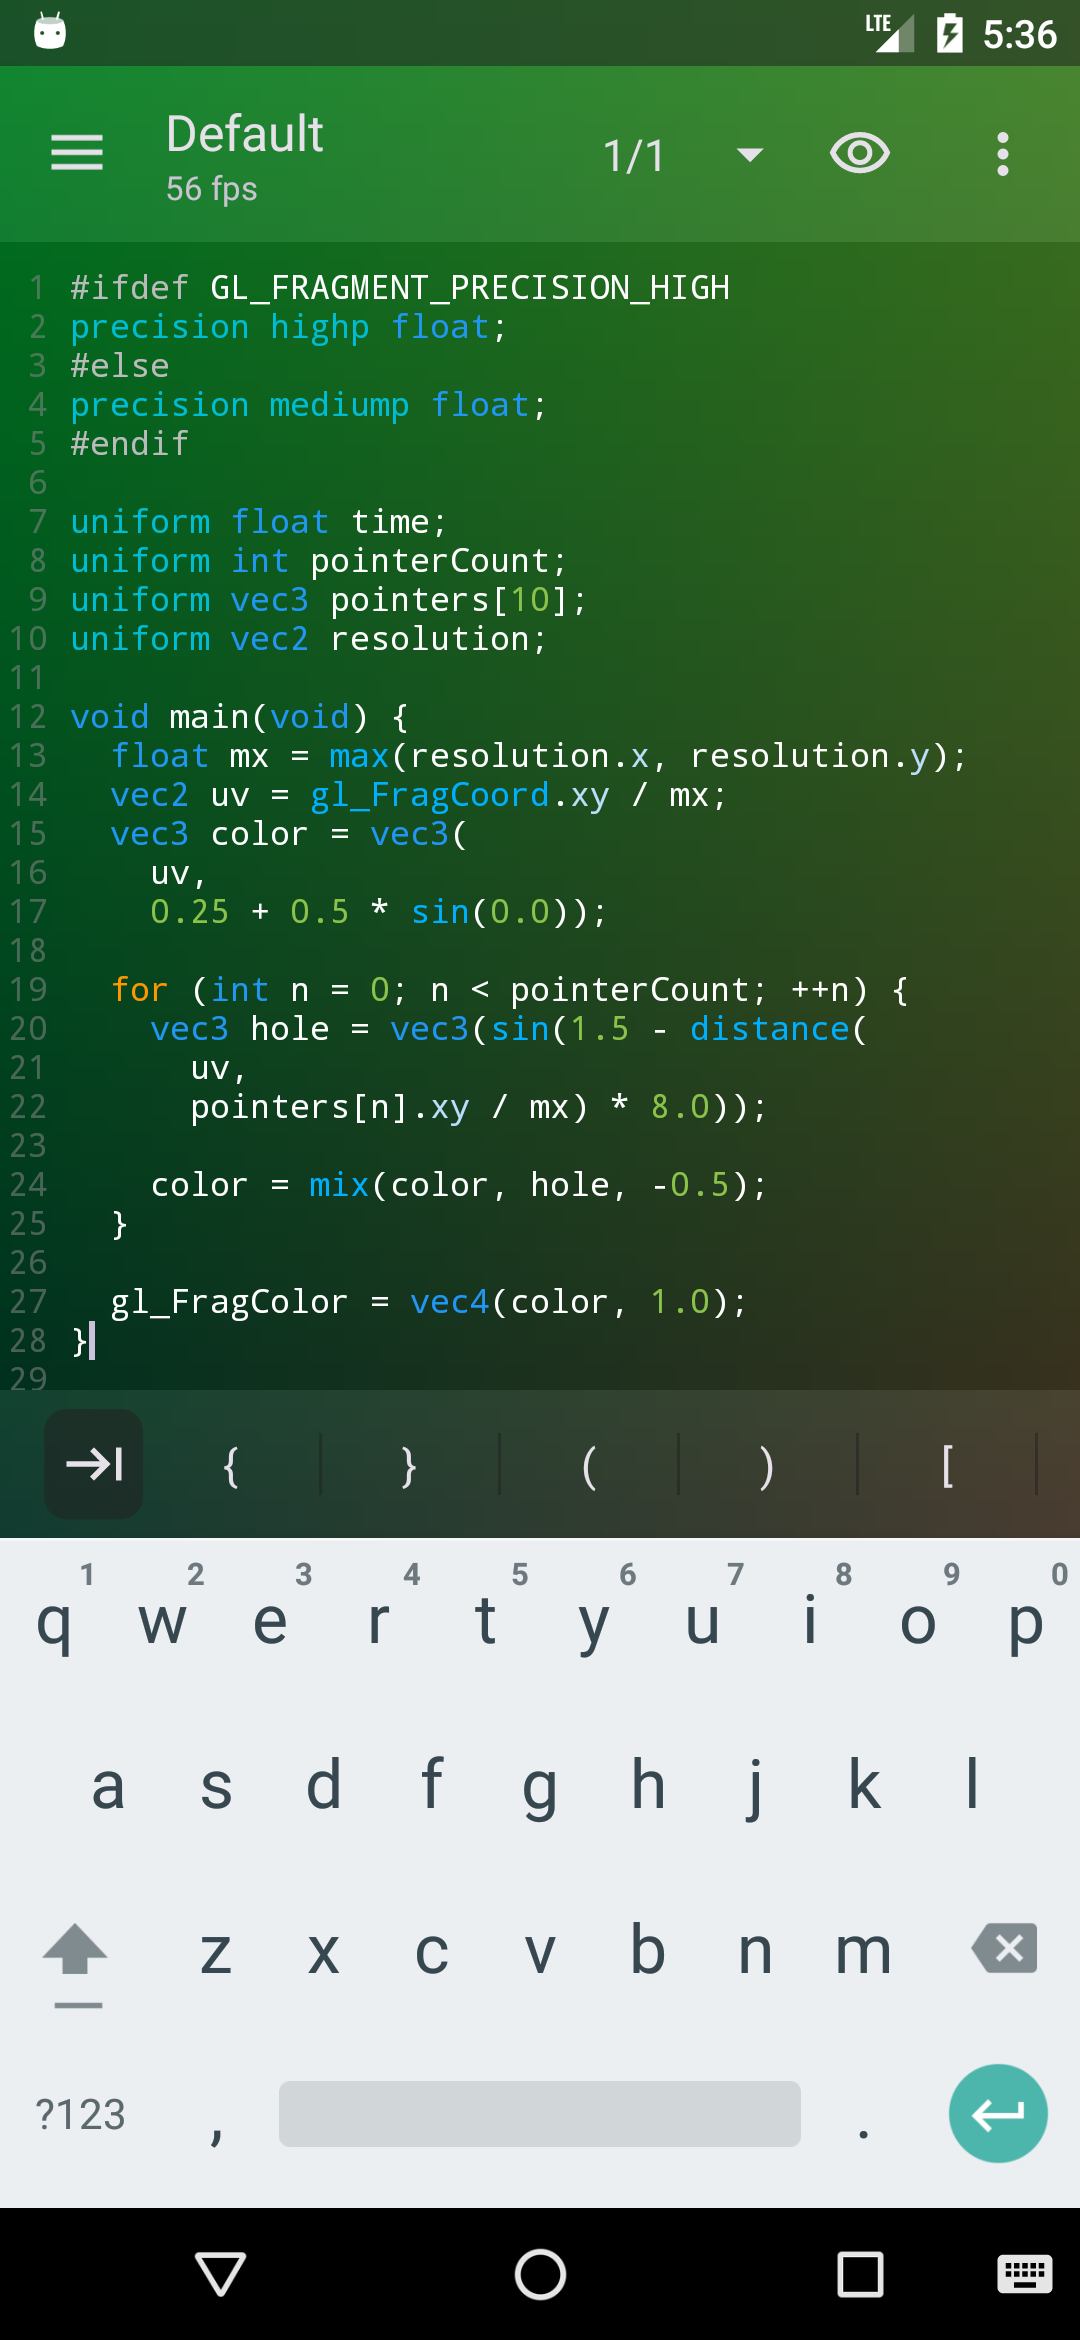 LTE 5:36
Default
56 fps
1/1
1 #ifdef GL_FRAGMENT_PRECISION_HIGH
2 precision highp float;
3 #else
4 precision mediump float;
5 #endif
6
7 uniform float time;
8 uniform int pointerCount;
9 uniform vec3 pointers[10];
10 uniform vec2 resolution;
11
12 void main(void) {
13   float mx = max(resolution.x, resolution.y);
14   vec2 uv = gl_FragCoord.xy / mx;
15   vec3 color = vec3(
16     uv,
17     0.25 + 0.5 * sin(0.0));
18
19   for (int n = 0; n < pointerCount; ++n) {
20     vec3 hole = vec3(sin(1.5 - distance(
21       uv,
22       pointers[n].xy / mx) * 8.0));
23
24     color = mix(color, hole, -0.5);
25   }
26
27   gl_FragColor = vec4(color, 1.0);
28 }
29
{ } ( ) [
1 2 3 4 5 6 7 8 9 0
q w e r t y u i o p
a s d f g h j k l
z x c v b n m
?123 , .